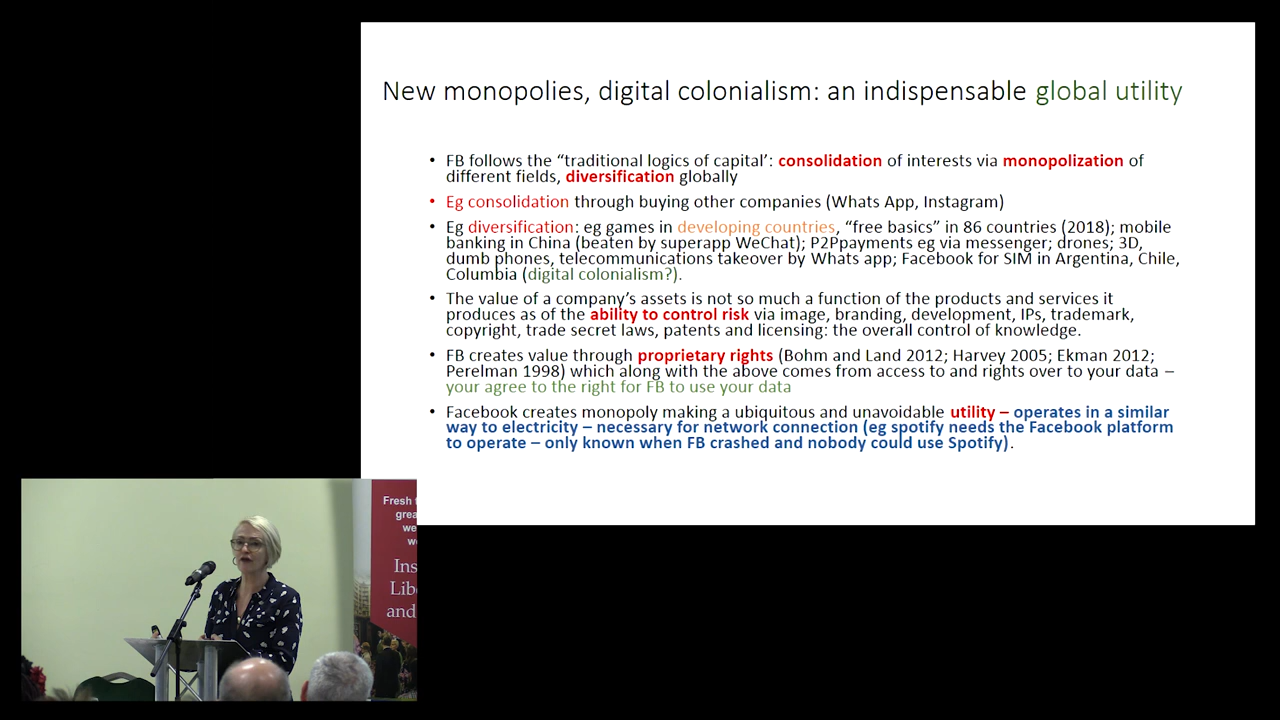 New monopolies, digital colonialism: an indispensable global utility
• FB follows the “traditional logics of capital’: consolidation of interests via monopolization of
different fields, diversification globally
• Eg consolidation through buying other companies (Whats App, Instagram)
• Eg diversification: eg games in developing countries, “free basics” in 86 countries (2018); mobile
banking in China (beaten by superapp WeChat); P2Ppayments eg via messenger; drones; 3D,
dumb phones, telecommunications takeover by Whats app; Facebook for SIM in Argentina, Chile,
Columbia (digital colonialism?).
• The value of a company’s assets is not so much a function of the products and services it
produces as of the ability to control risk via image, branding, development, IPs, trademark,
copyright, trade secret laws, patents and licensing: the overall control of knowledge.
• FB creates value through proprietary rights (Bohm and Land 2012; Harvey 2005; Ekman 2012;
Perelman 1998) which along with the above comes from access to and rights over to your data –
your agree to the right for FB to use your data
• Facebook creates monopoly making a ubiquitous and unavoidable utility – operates in a similar
way to electricity – necessary for network connection (eg spotify needs the Facebook platform
to operate – only known when FB crashed and nobody could use Spotify).
Fresh
and